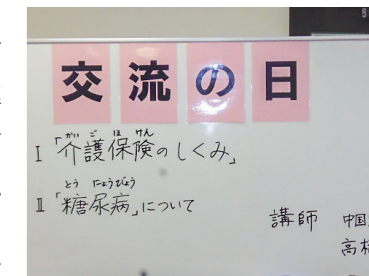 交流の日
かいごほけん
I「介護保険のしくみ」
とうにょうびょう
II「糖尿病」について
講師 中国
高